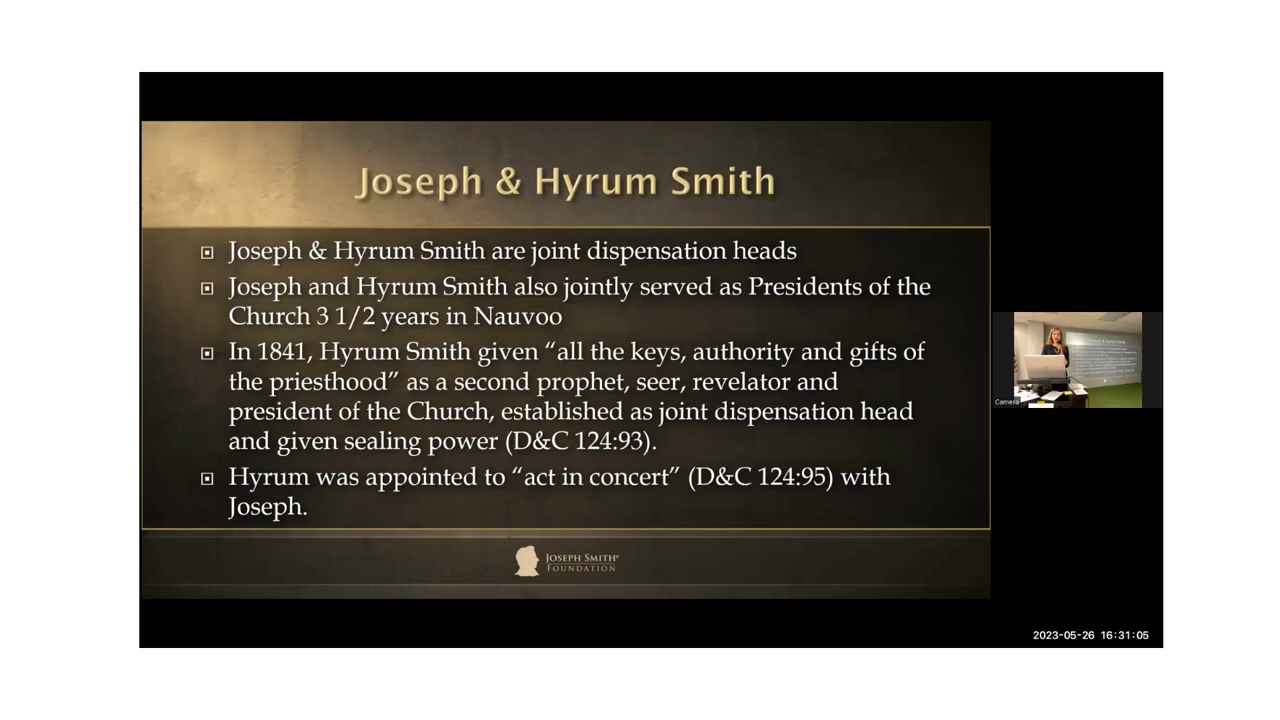 Joseph & Hyrum Smith
Joseph & Hyrum Smith are joint dispensation heads
Joseph and Hyrum Smith also jointly served as Presidents of the
Church 3 1/2 years in Nauvoo
In 1841, Hyrum Smith given “all the keys, authority and gifts of
the priesthood” as a second prophet, seer, revelator and
president of the Church, established as joint dispensation head
and given sealing power (D&C 124:93).
Hyrum was appointed to “act in concert” (D&C 124:95) with
Joseph.
JOSEPH SMITH®
FOUNDATION
Camera
2023-05-26 16:31:05